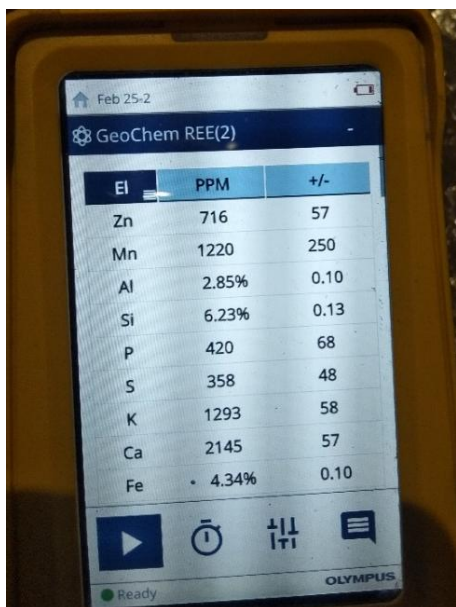 Feb 25-2
GeoChem REE(2) -
El PPM +/-
Zn 716 57
Mn 1220 250
Al 2.85% 0.10
Si 6.23% 0.13
P 420 68
S 358 48
K 1293 58
Ca 2145 57
Fe 4.34% 0.10
Ready OLYMPUS